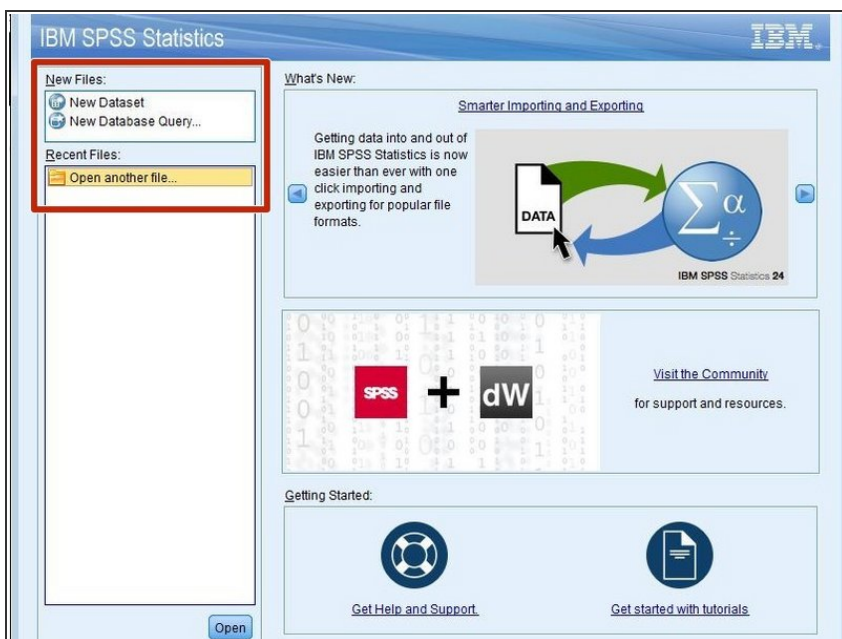 IBM SPSS Statistics
IBM
New Files:
New Dataset
New Database Query...
Recent Files:
Open another file...
Open
What's New:
Smarter Importing and Exporting
Getting data into and out of
IBM SPSS Statistics is now
easier than ever with one
click importing and
exporting for popular file
formats.
DATA
Σ α ÷
IBM SPSS Statistics 24
SPSS + dW
Visit the Community
for support and resources.
Getting Started:
Get Help and Support.
Get started with tutorials